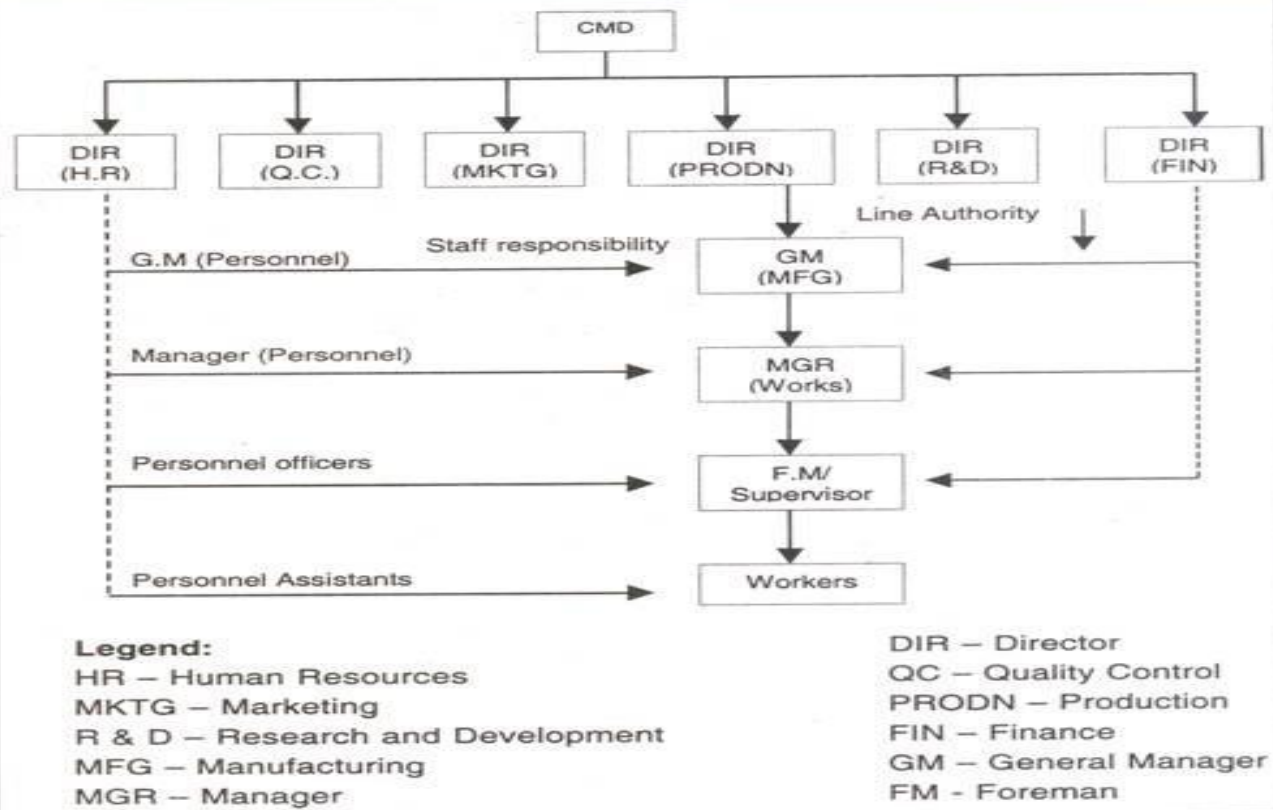 CMD
DIR
(H.R)
DIR
(Q.C.)
DIR
(MKTG)
DIR
(PRODN)
DIR
(R&D)
DIR
(FIN)
Line Authority
Staff responsibility
G.M (Personnel)
GM
(MFG)
Manager (Personnel)
MGR
(Works)
Personnel officers
F.M/
Supervisor
Personnel Assistants
Workers
Legend:
HR – Human Resources
MKTG – Marketing
R & D – Research and Development
MFG – Manufacturing
MGR – Manager
DIR – Director
QC – Quality Control
PRODN – Production
FIN – Finance
GM – General Manager
FM - Foreman